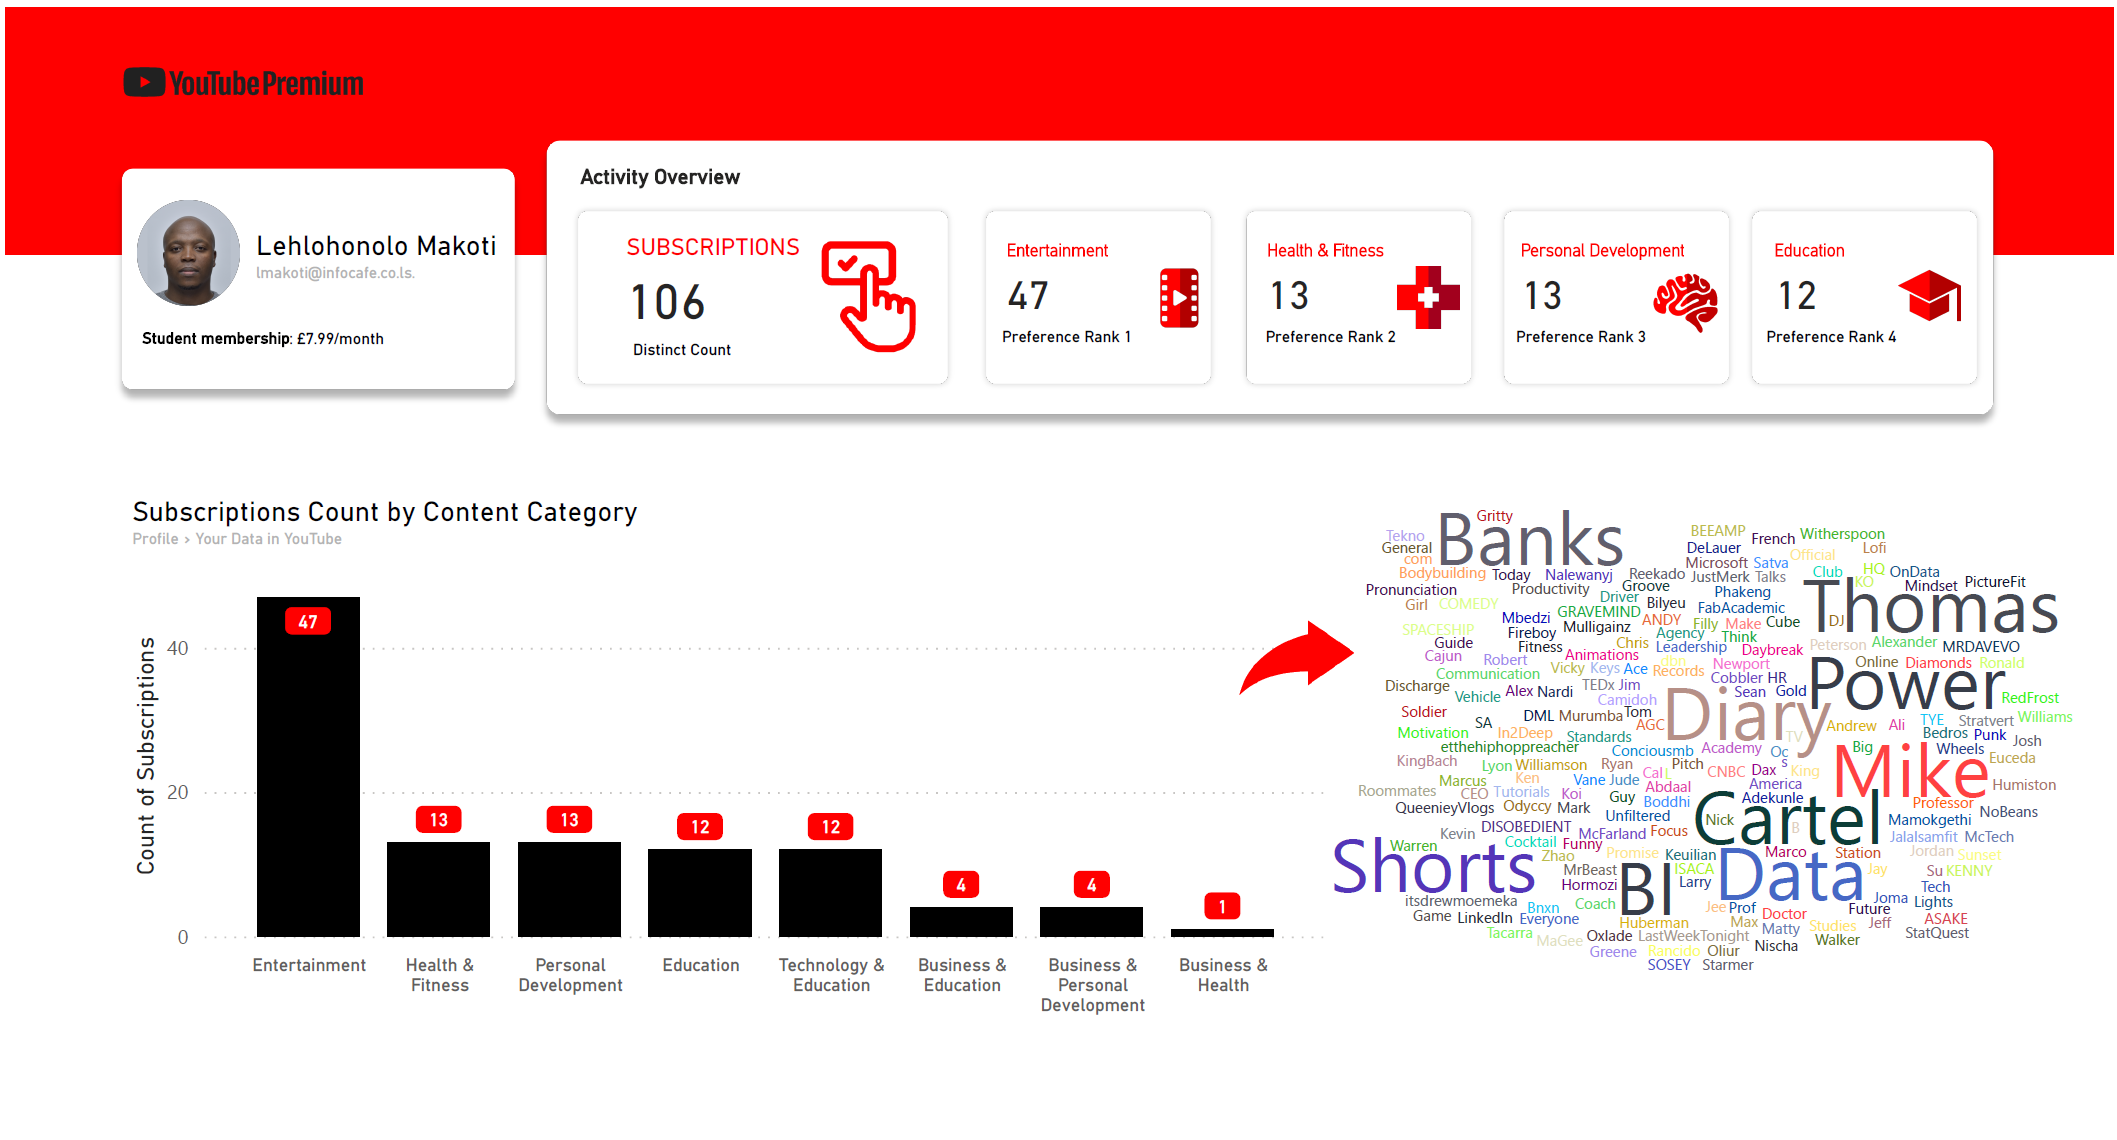 YouTube Premium
Activity Overview
Lehlohonolo Makoti
lmakoti@infocafe.co.ls.
Student membership: £7.99/month
SUBSCRIPTIONS
106
Distinct Count
Entertainment
47
Preference Rank 1
Health & Fitness
13
Preference Rank 2
Personal Development
13
Preference Rank 3
Education
12
Preference Rank 4
Subscriptions Count by Content Category
Profile > Your Data in YouTube
Count of Subscriptions
40
20
0
47
13
13
12
12
4
4
1
Entertainment
Health &
Fitness
Personal
Development
Education
Technology &
Education
Business &
Education
Business &
Personal
Development
Business &
Health
Gritty
Banks
Tekno
General
com
Bodybuilding Today Nalewanyj
BEEAMP French Witherspoon
DeLauer Official Lofi
Microsoft Satva
Reekado JustMerk Talks Club HQ OnData
KO Mindset PictureFit
Pronunciation Productivity Groove Phakeng
Thomas
Girl COMEDY Driver Bilyeu FabAcademic
Mbedzi GRAVEMIND ANDY Filly Make Cube DJ
SPACESHIP Fireboy Mulligainz Agency Think
Guide Fitness Chris Leadership Daybreak Peterson Alexander MRDAVEVO
Cajun Robert Animations dbn Newport Online Diamonds Ronald
Communication Vicky Keys Ace Records Cobbler HR
Power
Discharge Vehicle Alex Nardi TEDx Jim Sean Gold RedFrost
Camidoh
Diary
Soldier SA DML Murumba Tom AGC Andrew Ali TYE Stratvert Williams
Motivation In2Deep Standards TV Bedros Punk Josh
etthehiphoppreacher Conciousmb Academy Oc Big Wheels Euceda
KingBach Lyon Williamson Ryan Pitch s
Mike
Marcus Ken Vane Jude Cal L CNBC Dax King Humiston
Roommates CEO Tutorials Koi Abdaal America
QueenieyVlogs Odyccy Mark Guy Boddhi Adekunle Professor NoBeans
Unfiltered Nick
Cartel
B Mamokgethi
Kevin DISOBEDIENT McFarland Focus Jalalsamfit McTech
Warren Cocktail Funny
Shorts
Zhao Promise Keuilian Marco Station Jordan Sunset
MrBeast ISACA
Data
Jay Su KENNY
Hormozi
BI
Larry Tech
itsdrewmoemeka Bnxn Coach Jee Prof Joma Lights
Game LinkedIn Everyone Huberman Max Doctor Studies Future Jeff ASAKE
Tacarra MaGee Oxlade LastWeekTonight Matty Walker StatQuest
Greene Rancido Oliur Nischa
SOSEY Starmer